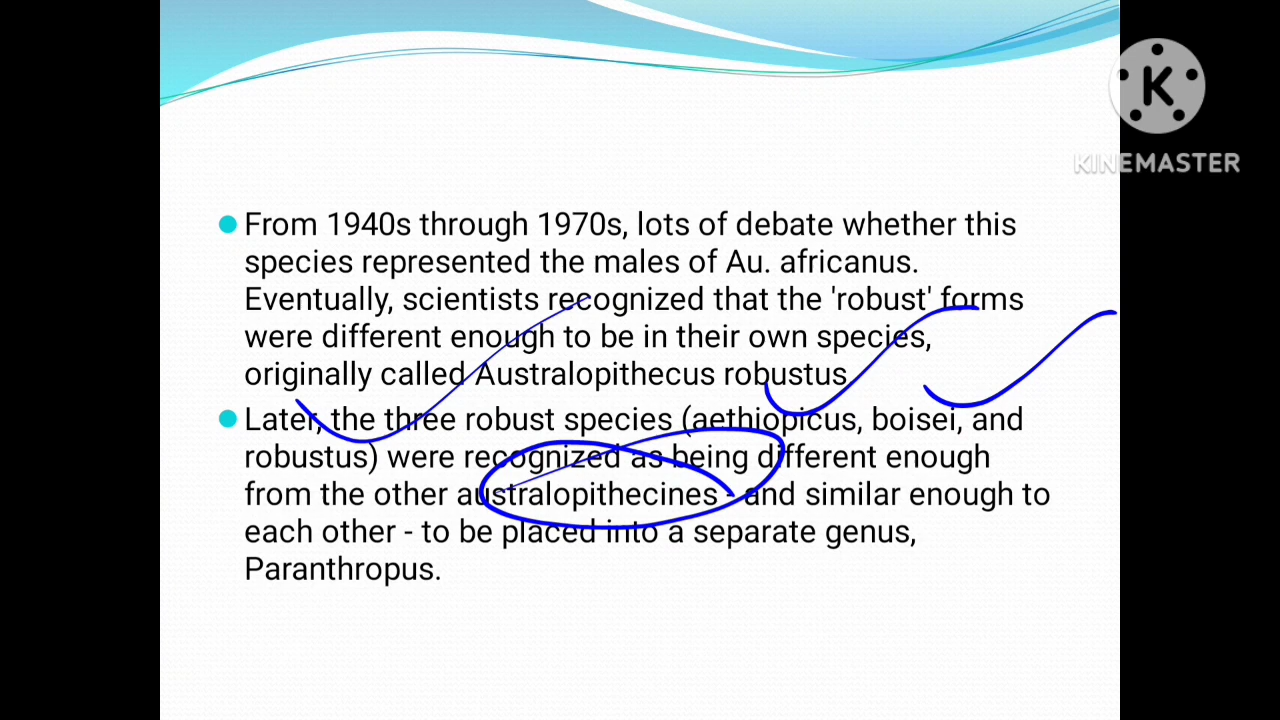 K
KINEMASTER
From 1940s through 1970s, lots of debate whether this
species represented the males of Au. africanus.
Eventually, scientists recognized that the 'robust' forms
were different enough to be in their own species,
originally called Australopithecus robustus.
Later, the three robust species (aethiopicus, boisei, and
robustus) were recognized as being different enough
from the other australopithecines - and similar enough to
each other - to be placed into a separate genus,
Paranthropus.